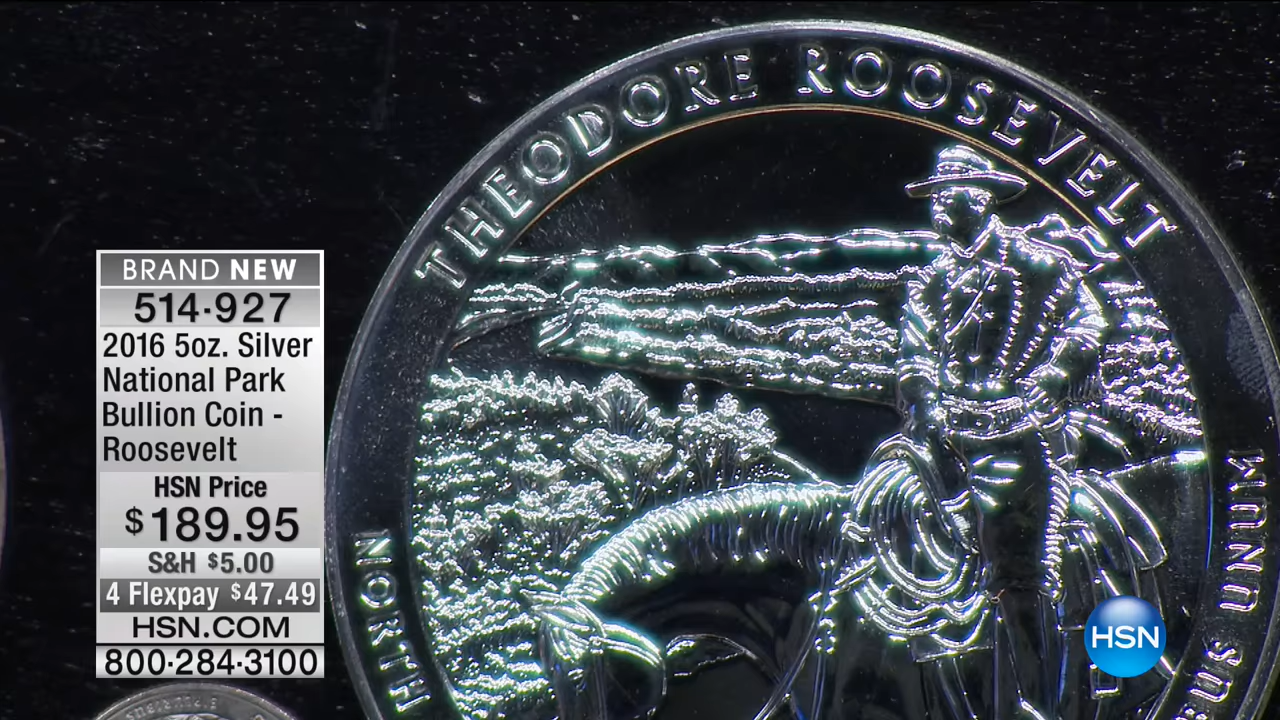 BRAND NEW
514-927
2016 5oz. Silver
National Park
Bullion Coin -
Roosevelt
HSN Price
$189.95
S&H $5.00
4 Flexpay $47.49
HSN.COM
800-284-3100
THEODORE ROOSEVELT
NORTH
US UNUM
HSN